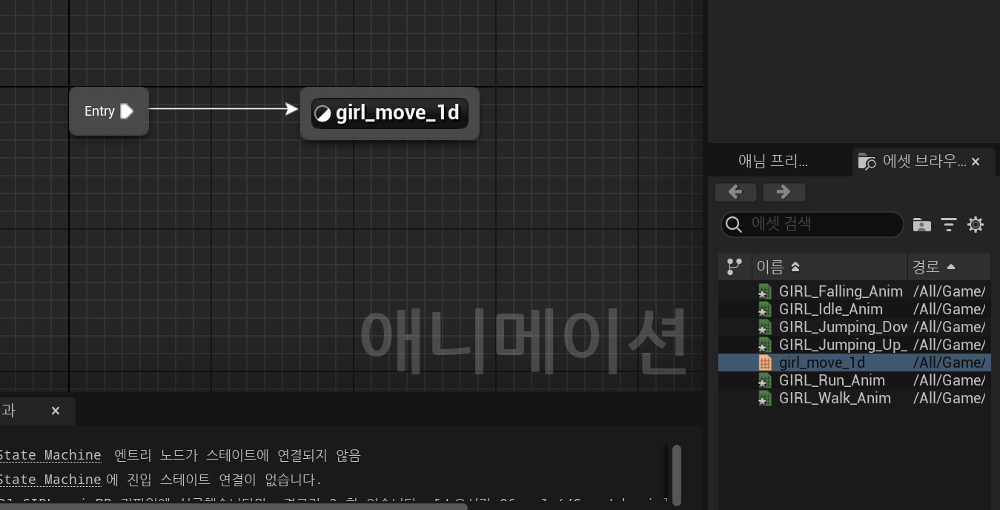 Entry
girl_move_1d
애니메이션
애님 프리...
에셋 브라우...
에셋 검색
이름 경로
GIRL_Falling_Anim /All/Game/
GIRL_Idle_Anim /All/Game/
GIRL_Jumping_Dow /All/Game/
GIRL_Jumping_Up_ /All/Game/
girl_move_1d /All/Game/
GIRL_Run_Anim /All/Game/
GIRL_Walk_Anim /All/Game/
과
State Machine 엔트리 노드가 스테이트에 연결되지 않음
State Machine 에 진입 스테이트 연결이 없습니다.